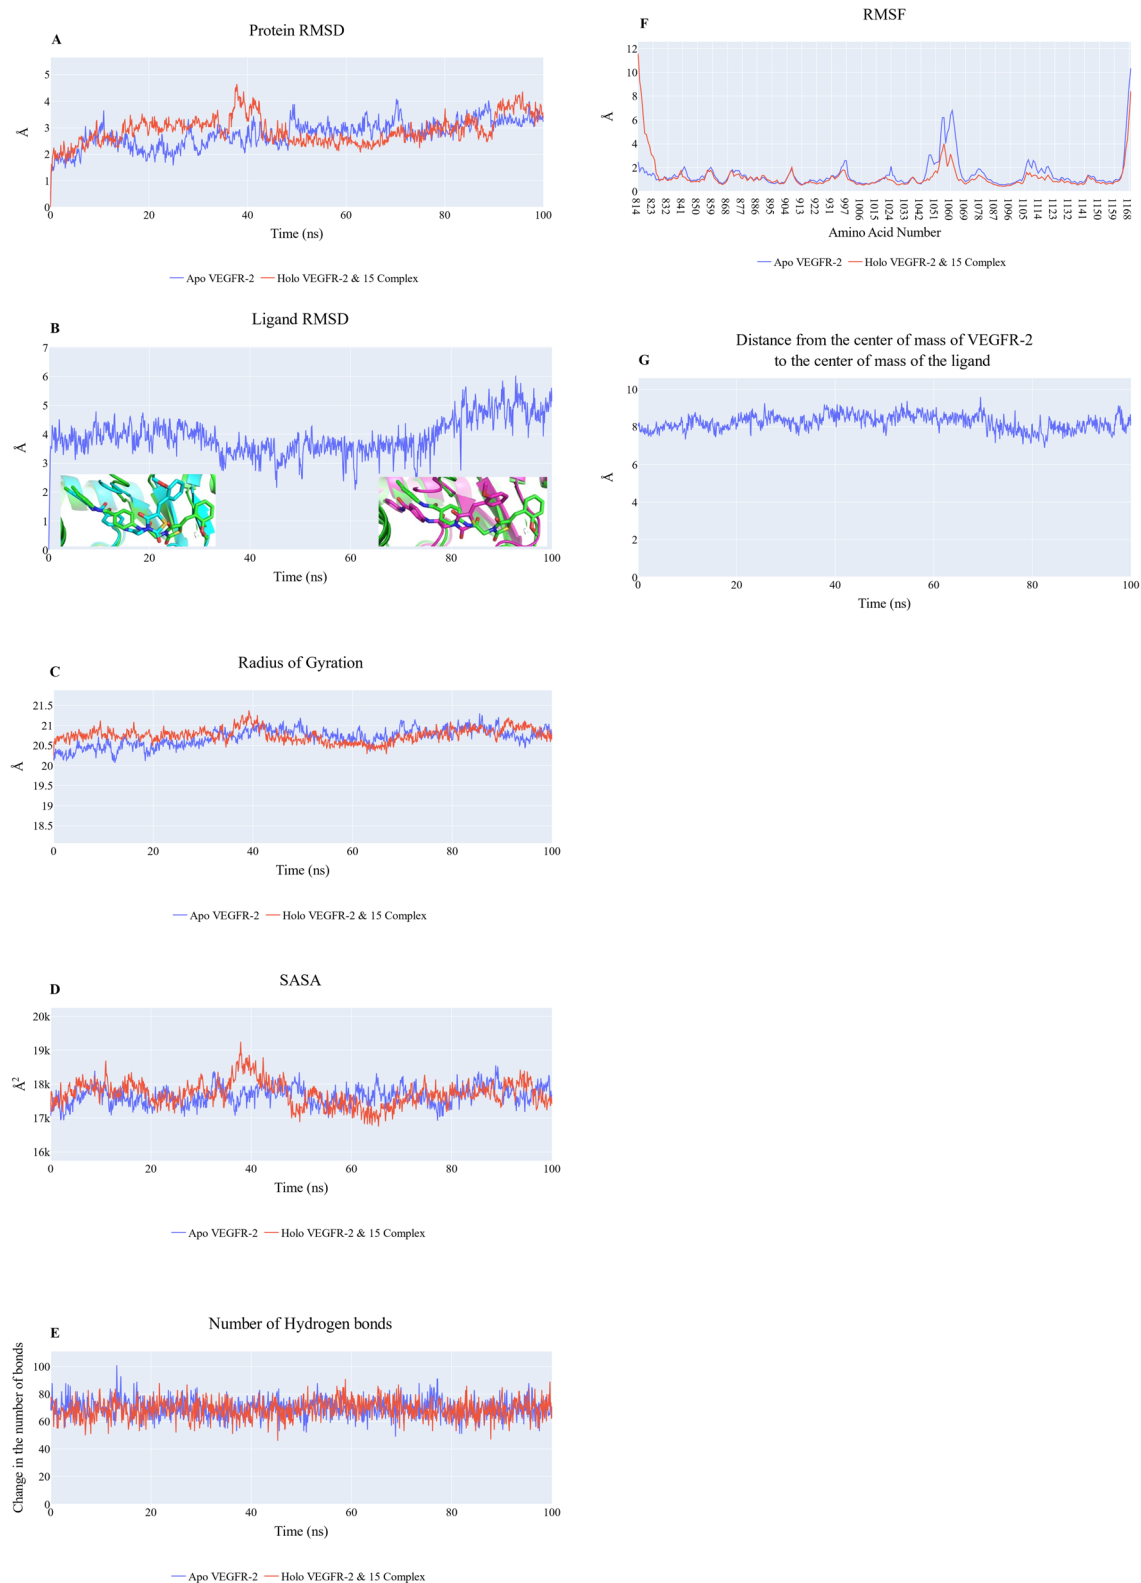 A
Protein RMSD
5
4
3
2
1
0
Å
0 20 40 60 80 100
Time (ns)
Apo VEGFR-2 Holo VEGFR-2 & 15 Complex
B
Ligand RMSD
7
6
5
4
3
2
1
0
Å
0 20 40 60 80 100
Time (ns)
C
Radius of Gyration
21.5
21
20.5
20
19.5
19
18.5
Å
0 20 40 60 80 100
Time (ns)
Apo VEGFR-2 Holo VEGFR-2 & 15 Complex
D
SASA
20k
19k
18k
17k
16k
Å²
0 20 40 60 80 100
Time (ns)
Apo VEGFR-2 Holo VEGFR-2 & 15 Complex
E
Number of Hydrogen bonds
100
80
60
40
20
0
Change in the number of bonds
0 20 40 60 80 100
Time (ns)
Apo VEGFR-2 Holo VEGFR-2 & 15 Complex
F
RMSF
12
10
8
6
4
2
0
Å
814 823 832 841 850 859 868 877 886 895 904 913 922 931 997 1006 1015 1024 1033 1042 1051 1060 1069 1078 1087 1096 1105 1114 1123 1132 1141 1150 1159 1168
Amino Acid Number
Apo VEGFR-2 Holo VEGFR-2 & 15 Complex
G
Distance from the center of mass of VEGFR-2
to the center of mass of the ligand
10
8
6
4
2
0
Å
0 20 40 60 80 100
Time (ns)